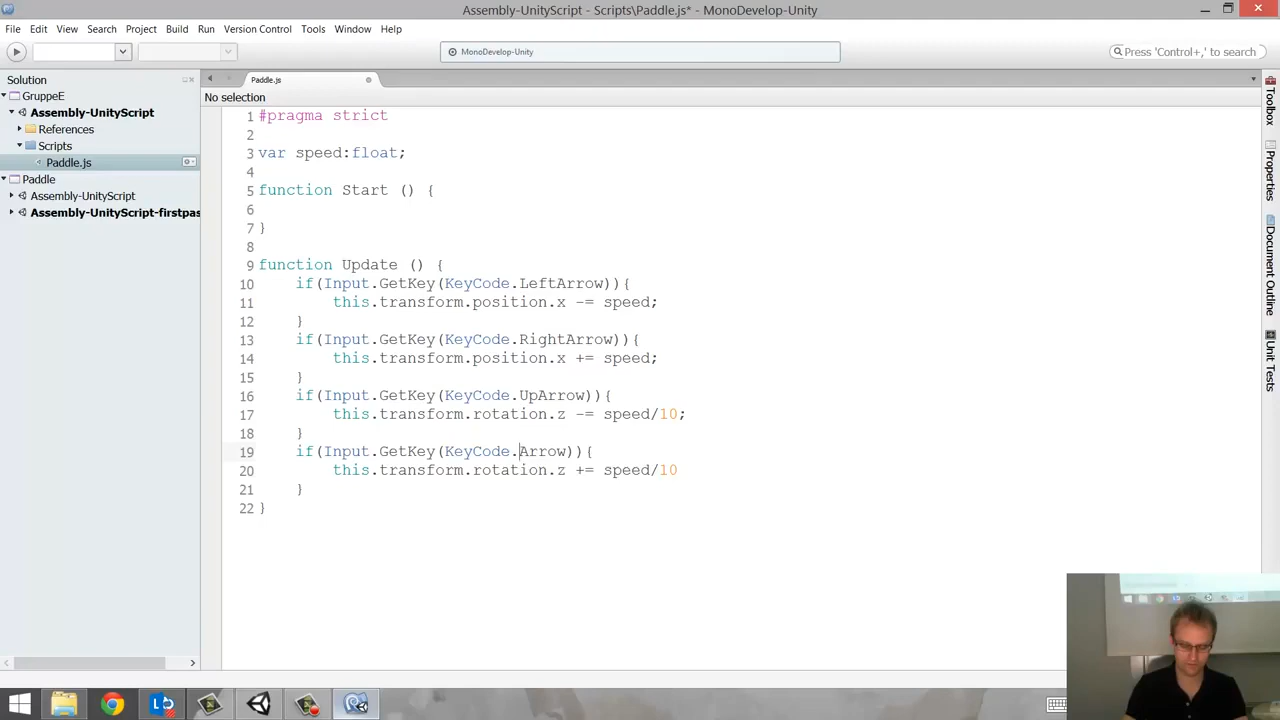 Assembly-UnityScript - Scripts\Paddle.js* - MonoDevelop-Unity
File Edit View Search Project Build Run Version Control Tools Window Help
MonoDevelop-Unity
Press 'Control+,' to search
Solution
Paddle.js
No selection
GruppeE
Assembly-UnityScript
References
Scripts
Paddle.js
Paddle
Assembly-UnityScript
Assembly-UnityScript-firstpas
1 #pragma strict
2
3 var speed:float;
4
5 function Start () {
6
7 }
8
9 function Update () {
10 if(Input.GetKey(KeyCode.LeftArrow)){
11 this.transform.position.x -= speed;
12 }
13 if(Input.GetKey(KeyCode.RightArrow)){
14 this.transform.position.x += speed;
15 }
16 if(Input.GetKey(KeyCode.UpArrow)){
17 this.transform.rotation.z -= speed/10;
18 }
19 if(Input.GetKey(KeyCode.Arrow)){
20 this.transform.rotation.z += speed/10
21 }
22 }
Toolbox
Properties
Document Outline
Unit Tests